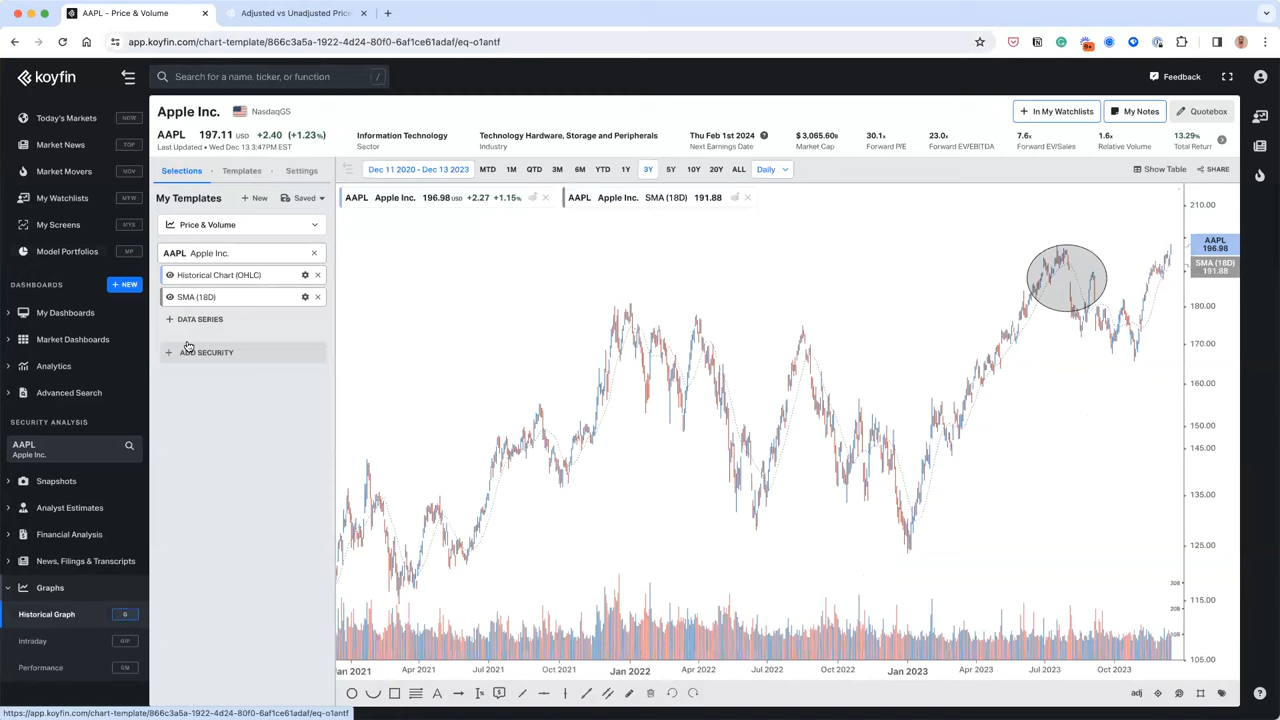 AAPL - Price & Volume
Adjusted vs Unadjusted Price
app.koyfin.com/chart-template/866c3a5a-1922-4d24-80f0-6af1ce61adaf/eq-o1antf
koyfin
Search for a name, ticker, or function /
Feedback
Today's Markets NOW
Market News TOP
Market Movers MOV
My Watchlists MYW
My Screens MYS
Model Portfolios MP
DASHBOARDS + NEW
My Dashboards
Market Dashboards
Analytics
Advanced Search
SECURITY ANALYSIS
AAPL
Apple Inc.
Snapshots
Analyst Estimates
Financial Analysis
News, Filings & Transcripts
Graphs
Historical Graph G
Intraday GIP
Performance GM
Apple Inc. NasdaqGS
+ In My Watchlists My Notes Quotebox
AAPL 197.11 USD +2.40 (+1.23%)
Last Updated • Wed Dec 13 3:47PM EST
Information Technology
Sector
Technology Hardware, Storage and Peripherals
Industry
Thu Feb 1st 2024
Next Earnings Date
$ 3,065.60B
Market Cap
30.1x
Forward P/E
23.0x
Forward EV/EBITDA
7.6x
Forward EV/Sales
1.6x
Relative Volume
13.29%
Total Return
Selections Templates Settings
My Templates + New Saved
Price & Volume
AAPL Apple Inc.
Historical Chart (OHLC)
SMA (18D)
+ DATA SERIES
+ ADD SECURITY
Dec 11 2020 - Dec 13 2023 MTD 1M QTD 3M 6M YTD 1Y 3Y 5Y 10Y 20Y ALL Daily
Show Table SHARE
AAPL Apple Inc. 196.98 USD +2.27 +1.15%
AAPL Apple Inc. SMA (18D) 191.88
210.00
AAPL
196.98
SMA (18D)
191.88
180.00
170.00
160.00
150.00
145.00
135.00
125.00
115.00
105.00
30B
20B
10B
Jan 2021 Apr 2021 Jul 2021 Oct 2021 Jan 2022 Apr 2022 Jul 2022 Oct 2022 Jan 2023 Apr 2023 Jul 2023 Oct 2023
adj
https://app.koyfin.com/chart-template/866c3a5a-1922-4d24-80f0-6af1ce61adaf/eq-o1antf